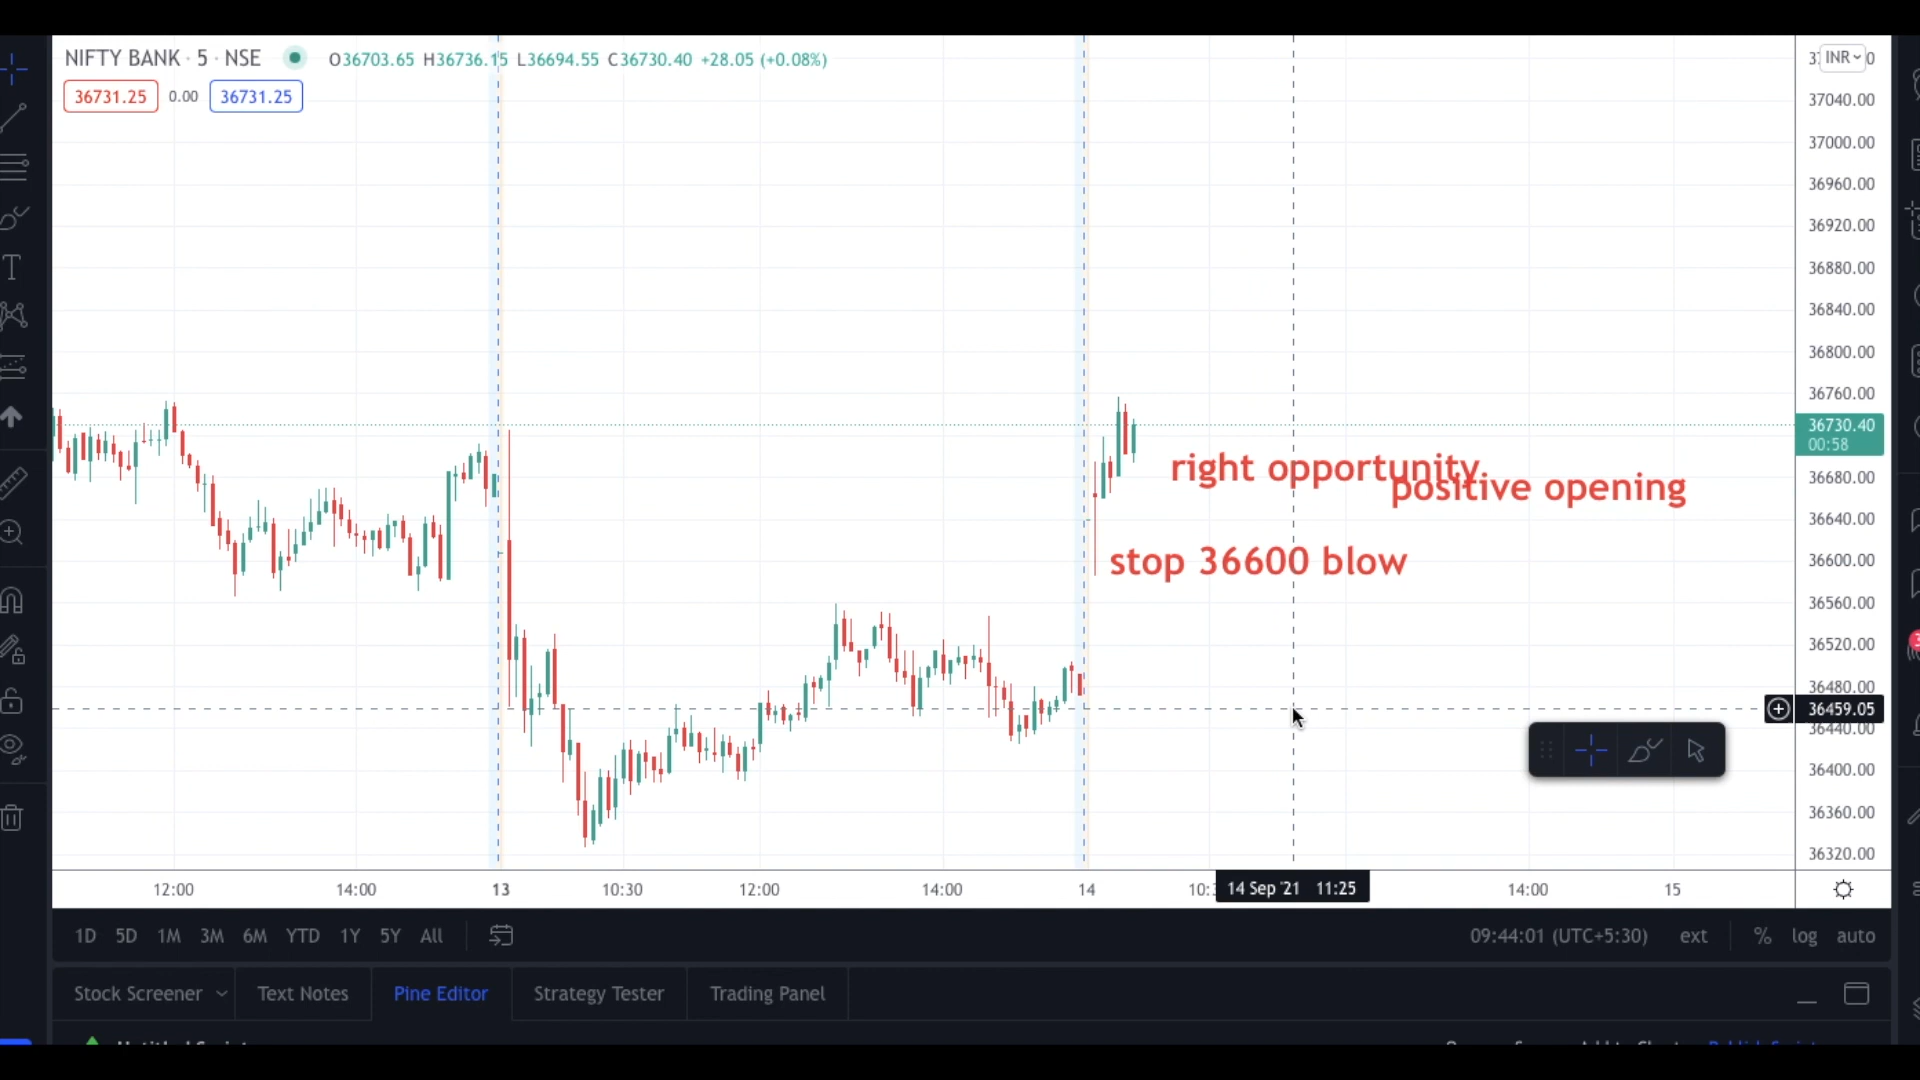 NIFTY BANK · 5 · NSE O36703.65 H36736.15 L36694.55 C36730.40 +28.05 (+0.08%)
36731.25 0.00 36731.25
INR
37040.00
37000.00
36960.00
36920.00
36880.00
36840.00
36800.00
36760.00
36730.40
00:58
36680.00
36640.00
36600.00
36560.00
36520.00
36480.00
36459.05
36440.00
36400.00
36360.00
36320.00
right opportunity
positive opening
stop 36600 blow
12:00 14:00 13 10:30 12:00 14:00 14 14 Sep '21 11:25 14:00 15
1D 5D 1M 3M 6M YTD 1Y 5Y All 09:44:01 (UTC+5:30) ext % log auto
Stock Screener Text Notes Pine Editor Strategy Tester Trading Panel